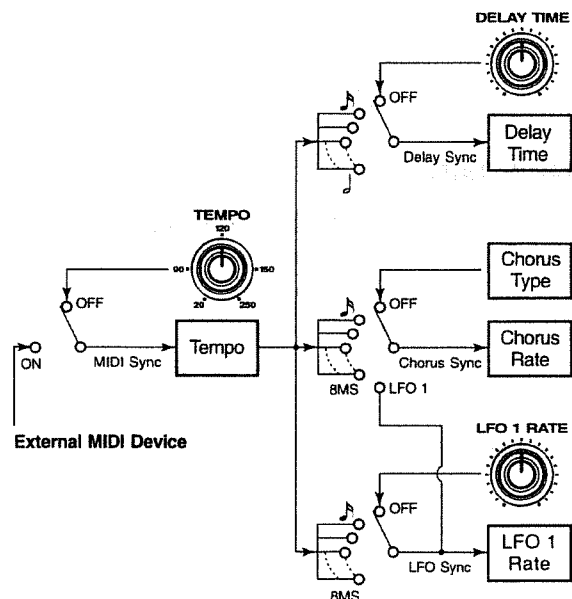 DELAY TIME
OFF
Delay Sync
Delay
Time
TEMPO
120
90
150
20
250
OFF
ON
MIDI Sync
Tempo
External MIDI Device
OFF
Chorus
Type
Chorus Sync
Chorus
Rate
8MS
LFO 1
LFO 1 RATE
OFF
LFO Sync
LFO 1
Rate
8MS